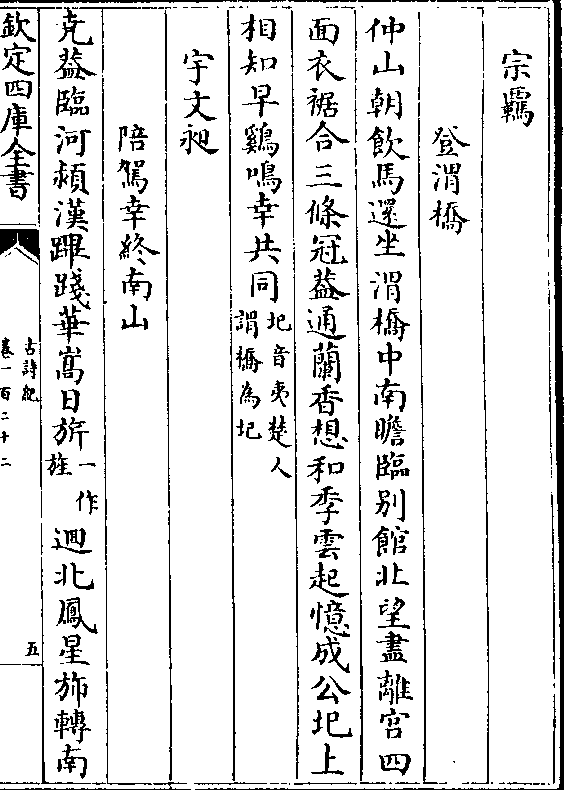 宗羈
登渭橋
仲山朝飲馬還坐渭橋中南瞻臨别館北望盡離宫四
面衣裾合三條冠葢通蘭香想和季雲起憶成公圯上
相知早鷄鳴幸共同圯音夷楚人謂橋為圯
宇文昶
陪駕幸終南山
尭葢臨河㵝漢蹕踐華嵩日旂一作旌廻北鳳星斾轉南
欽定四庫全書
古詩紀
卷一百二十二
五